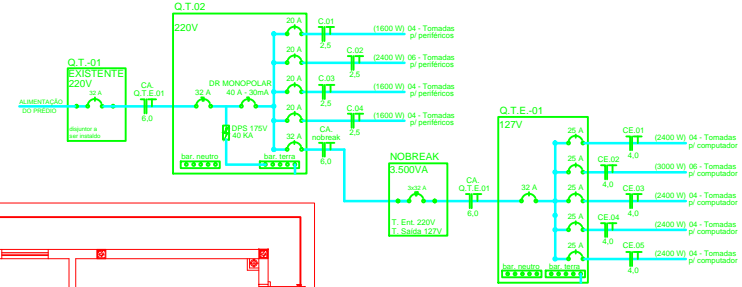 Q.T.-01
EXISTENTE
220V
32 A
disjuntor a
ser instalado
ALIMENTAÇÃO
DO PRÉDIO
CA.
Q.T.E.01
6,0
Q.T.02
220V
32 A
DR MONOPOLAR
40 A - 30mA
DPS 175V
40 KA
bar. neutro
bar. terra
20 A
C.01
2,5
(1600 W) 04 - Tomadas
p/ periféricos
20 A
C.02
2,5
(2400 W) 06 - Tomadas
p/ periféricos
20 A
C.03
2,5
(1600 W) 04 - Tomadas
p/ periféricos
20 A
C.04
2,5
(1600 W) 04 - Tomadas
p/ periféricos
32 A
CA.
nobreak
6,0
NOBREAK
3.500VA
T. Ent. 220V
T. Saída 127V
CA.
Q.T.E.01
6,0
Q.T.E.-01
127V
32 A
bar. neutro
bar. terra
25 A
CE.01
4,0
(2400 W) 04 - Tomadas
p/ computador
25 A
CE.02
4,0
(3000 W) 06 - Tomadas
p/ computador
25 A
CE.03
4,0
(2400 W) 04 - Tomadas
p/ computador
25 A
CE.04
4,0
(2400 W) 04 - Tomadas
p/ computador
25 A
CE.05
4,0
(2400 W) 04 - Tomadas
p/ computador